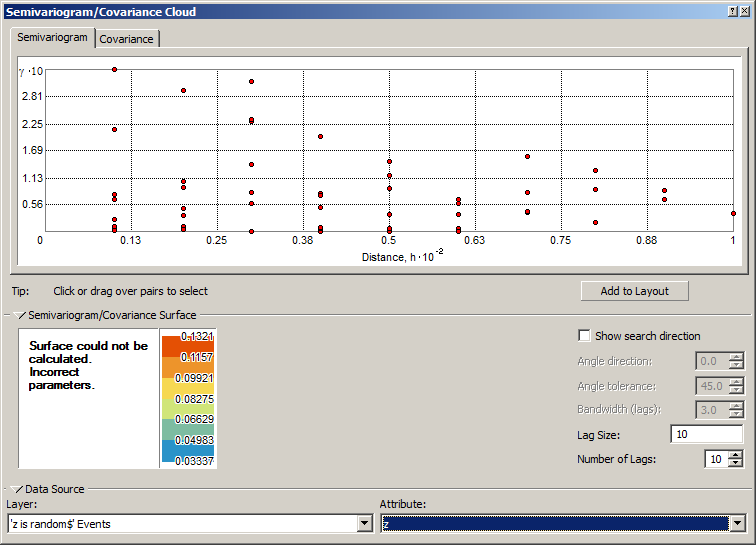 Semivariogram/Covariance Cloud
Semivariogram Covariance
γ·10
2.81
2.25
1.69
1.13
0.56
0 0.13 0.25 0.38 0.5 0.63 0.75 0.88 1
Distance, h·10⁻²
Tip: Click or drag over pairs to select Add to Layout
Semivariogram/Covariance Surface
Surface could not be
calculated.
Incorrect
parameters.
0.1321
0.1157
0.09921
0.08275
0.06629
0.04983
0.03337
Show search direction
Angle direction: 0.0
Angle tolerance: 45.0
Bandwidth (lags): 3.0
Lag Size: 10
Number of Lags: 10
Data Source
Layer: Attribute:
'z is random$' Events z